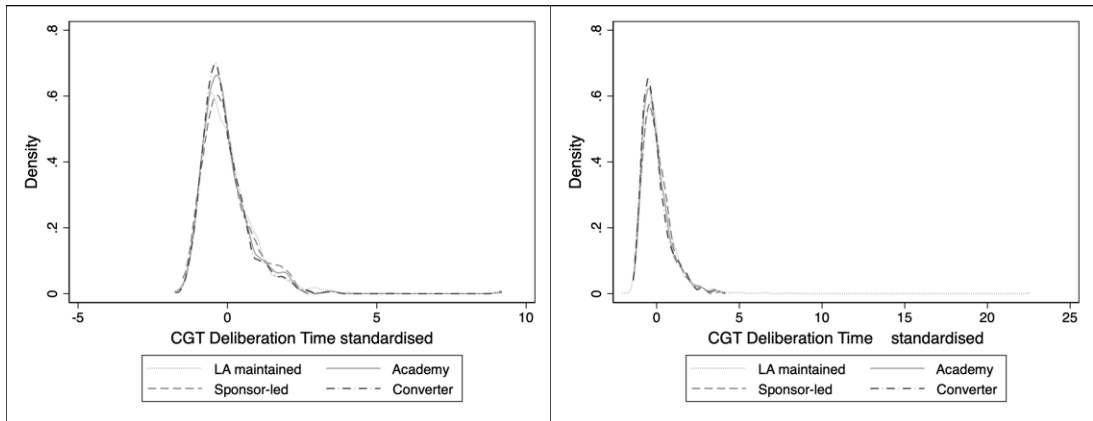 .8
.6
.4
.2
0
Density
-5 0 5 10
CGT Deliberation Time standardised
LA maintained Academy
Sponsor-led Converter
.8
.6
.4
.2
0
Density
0 5 10 15 20 25
CGT Deliberation Time standardised
LA maintained Academy
Sponsor-led Converter